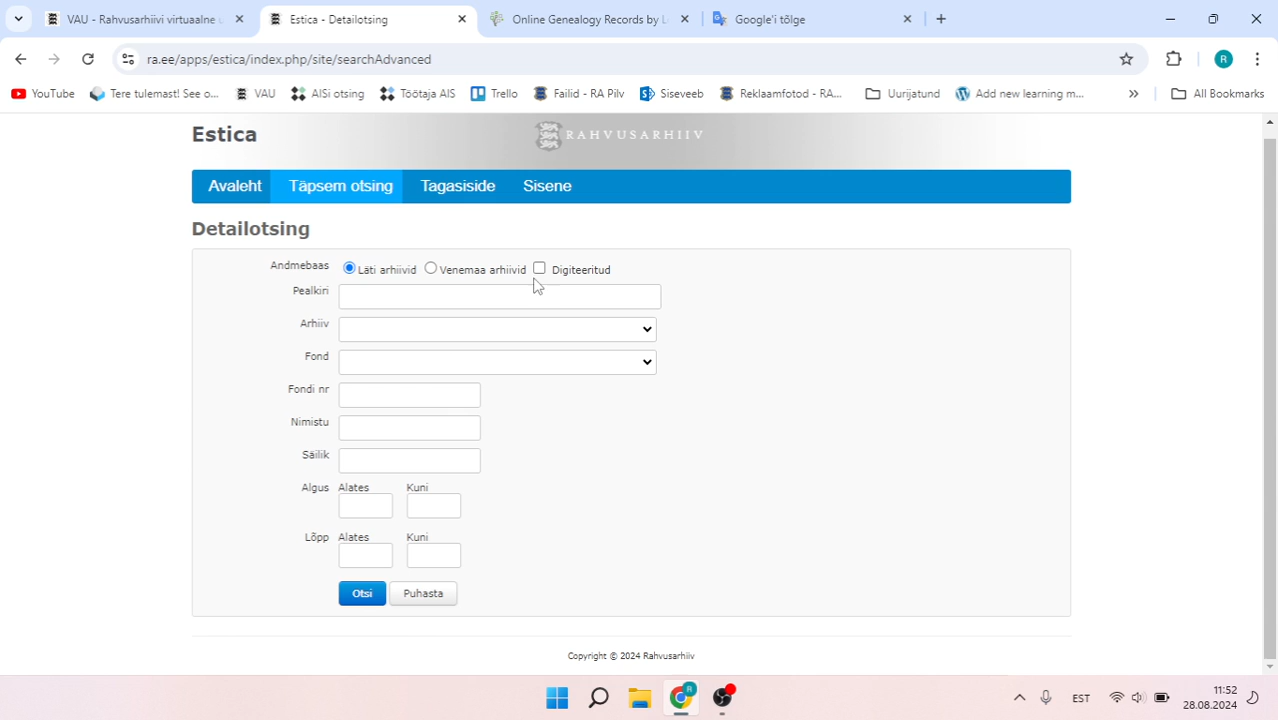 VAU - Rahvusarhiivi virtuaalne u
Estica - Detailotsing
Online Genealogy Records by L
Google'i tõlge
ra.ee/apps/estica/index.php/site/searchAdvanced
R
YouTube
Tere tulemast! See o...
VAU
AISi otsing
Töötaja AIS
Trello
Failid - RA Pilv
Siseveeb
Reklaamfotod - RA...
Uurijatund
Add new learning m...
»
All Bookmarks
Estica
RAHVUSARHIIV
Avaleht
Täpsem otsing
Tagasiside
Sisene
Detailotsing
Andmebaas Läti arhiivid Venemaa arhiivid Digiteeritud
Pealkiri
Arhiiv
Fond
Fondi nr
Nimistu
Säilik
Algus Alates Kuni
Lõpp Alates Kuni
Otsi Puhasta
Copyright © 2024 Rahvusarhiiv
R
EST
11:52
28.08.2024